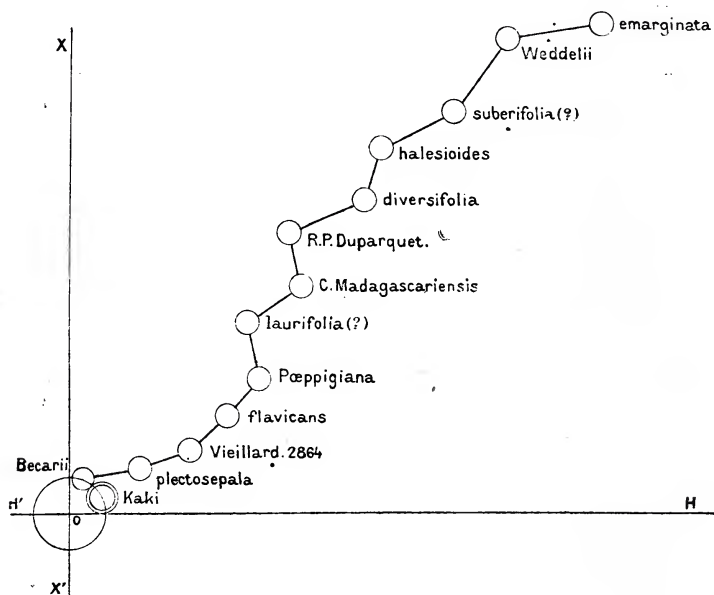 X
emarginata
Weddelii
suberifolia(?)
halesioides
diversifolia
R.P. Duparquet.
C. Madagascariensis
laurifolia(?)
Pœppigiana
flavicans
Vieillard. 2864
Becarii
plectosepala
Kaki
H'
O
H
X'